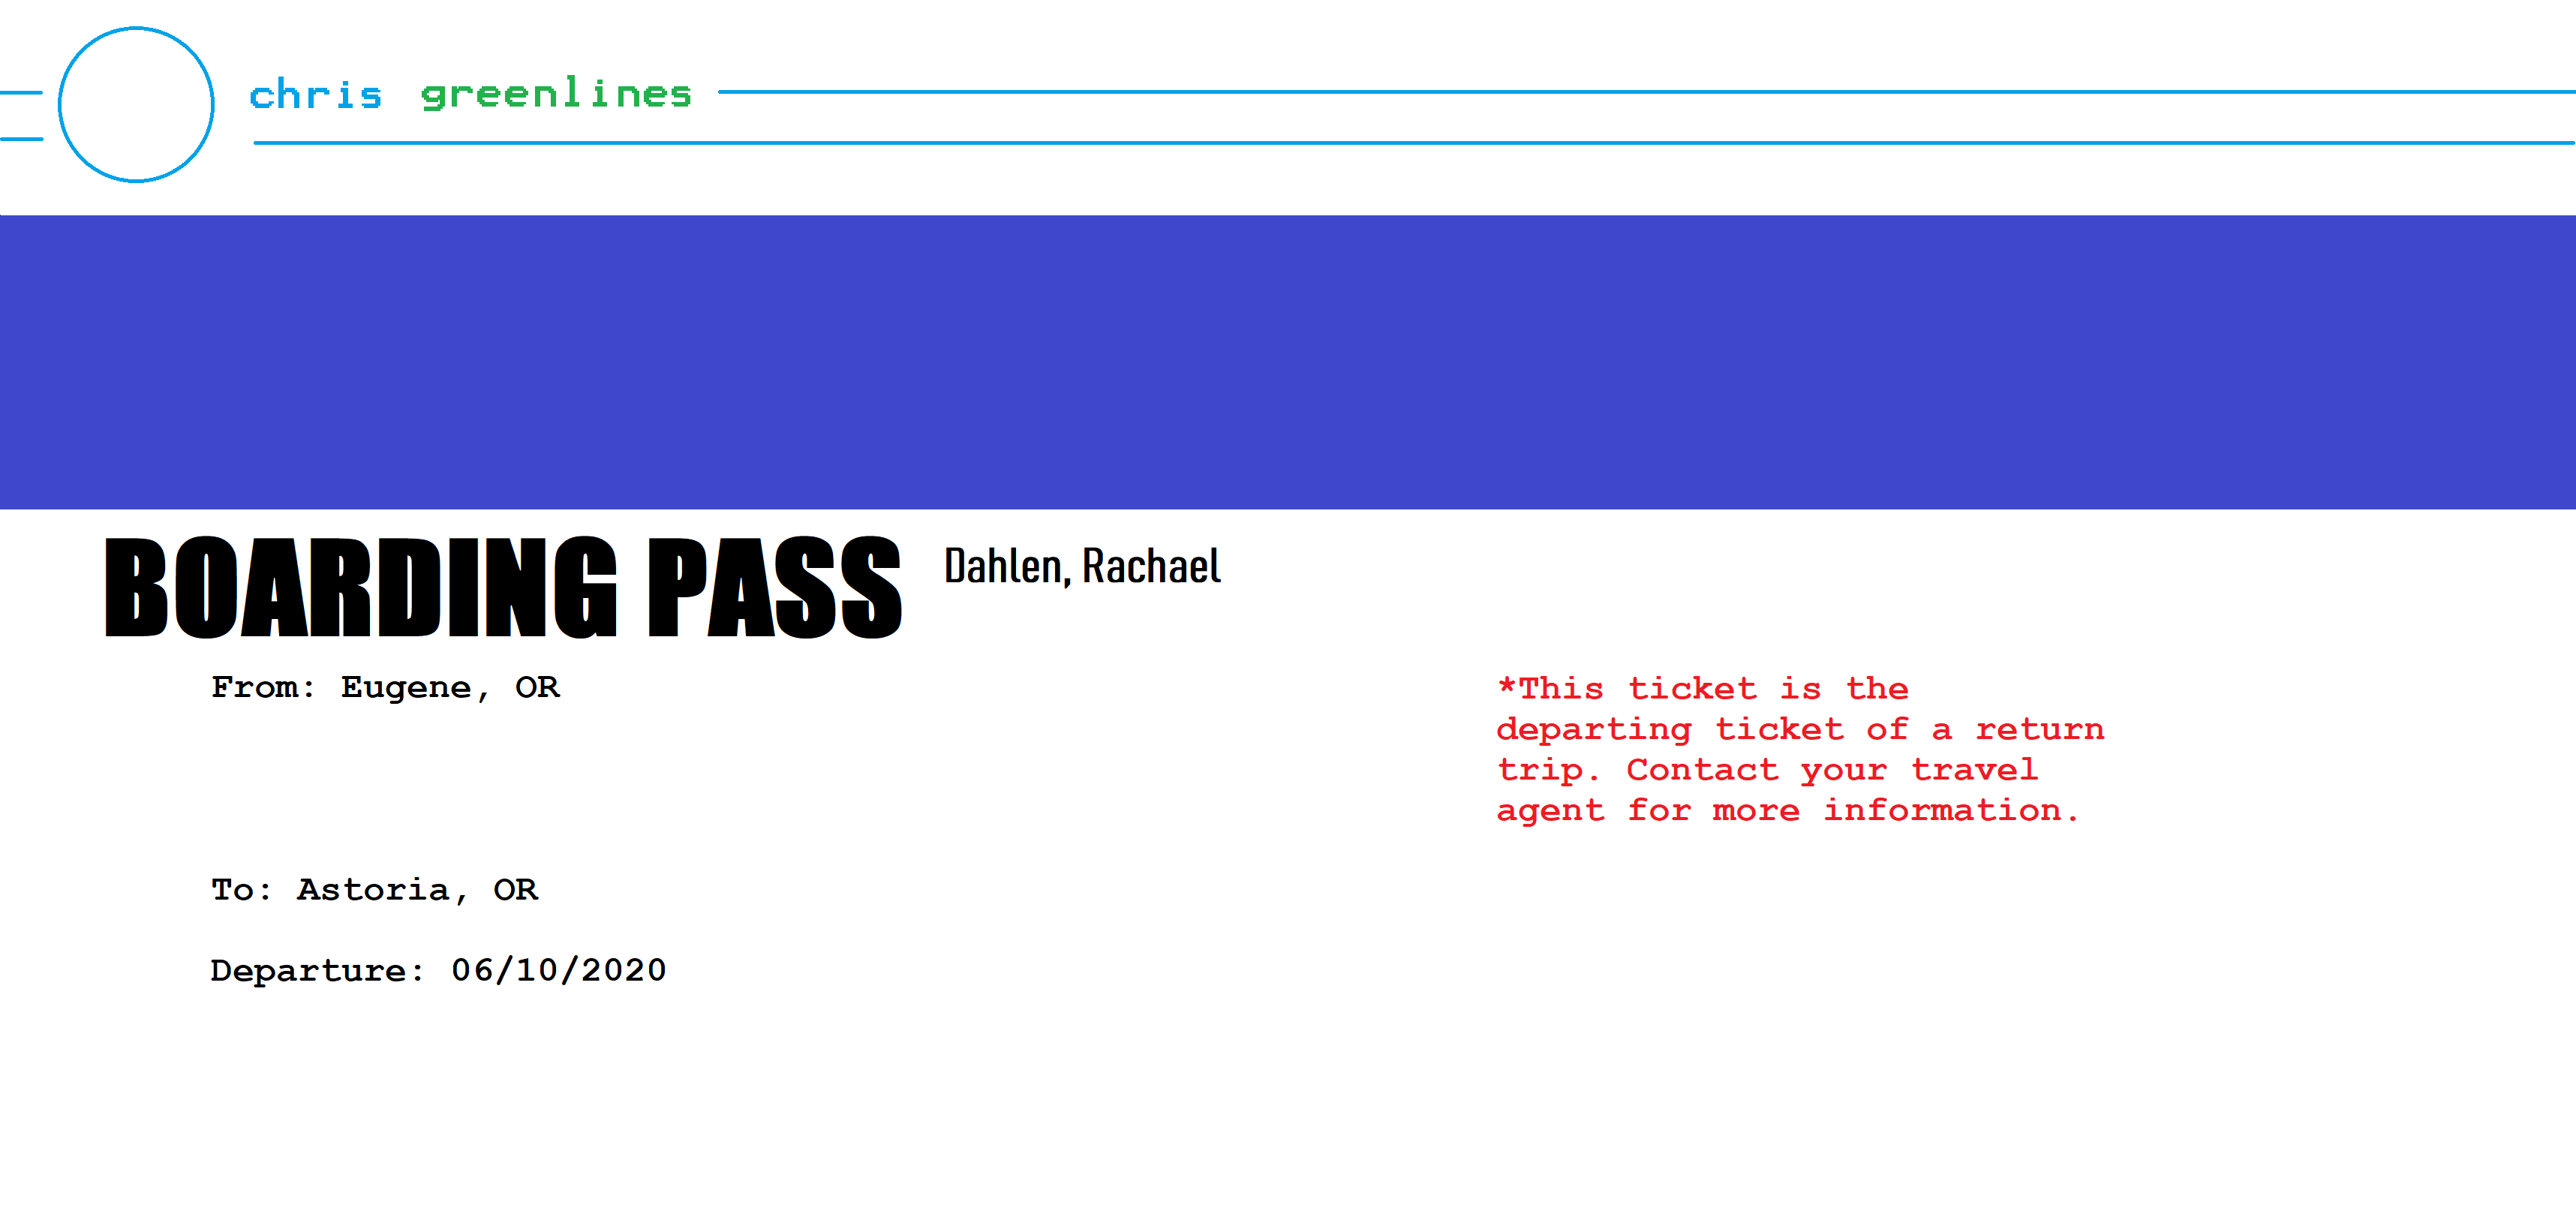 chris greenlines
BOARDING PASS
Dahlen, Rachael
From: Eugene, OR
*This ticket is the
departing ticket of a return
trip. Contact your travel
agent for more information.
To: Astoria, OR
Departure: 06/10/2020